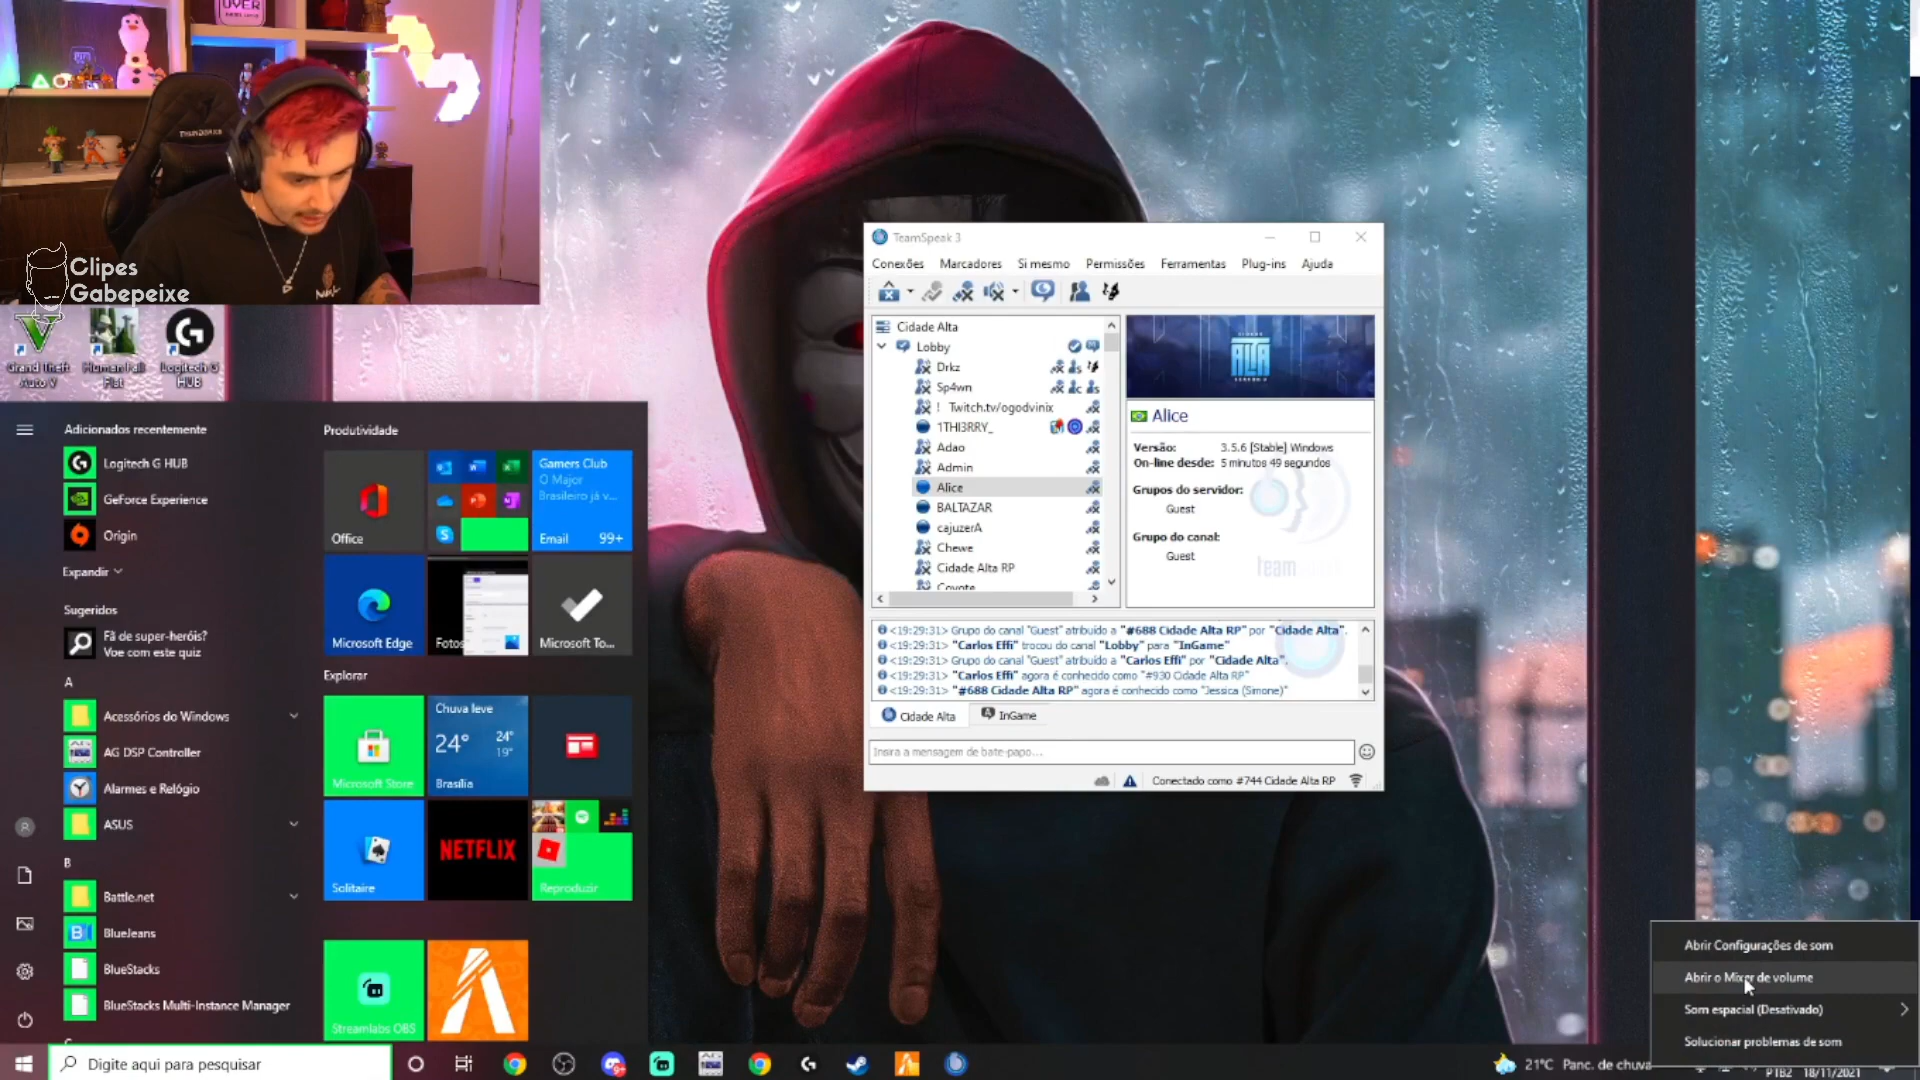 OVER
THUNDERX3
Clipes
Gabepeixe
Grand Theft
Auto V
Human Fall
Flat
Logitech G
HUB
TeamSpeak 3
Conexões Marcadores Si mesmo Permissões Ferramentas Plug-ins Ajuda
Cidade Alta
Lobby
Drkz
Sp4wn
! Twitch.tv/ogodvinix
1THI3RRY_
Adao
Admin
Alice
BALTAZAR
cajuzerA
Chewe
Cidade Alta RP
Coyote
CIDADE
ALTA
Alice
Versão: 3.5.6 [Stable] Windows
On-line desde: 5 minutos 49 segundos
Grupos do servidor:
Guest
Grupo do canal:
Guest
team
<19:29:31> Grupo do canal "Guest" atribuído a "#688 Cidade Alta RP" por "Cidade Alta".
<19:29:31> "Carlos Effi" trocou do canal "Lobby" para "InGame"
<19:29:31> Grupo do canal "Guest" atribuído a "Carlos Effi" por "Cidade Alta".
<19:29:31> "Carlos Effi" agora é conhecido como "#930 Cidade Alta RP"
<19:29:31> "#688 Cidade Alta RP" agora é conhecido como "Jessica (Simone)"
Cidade Alta InGame
Insira a mensagem de bate-papo...
Conectado como #744 Cidade Alta RP
Adicionados recentemente
Logitech G HUB
GeForce Experience
Origin
Expandir
Sugeridos
Fã de super-heróis?
Voe com este quiz
A
Acessórios do Windows
AG DSP Controller
Alarmes e Relógio
ASUS
B
Battle.net
BlueJeans
BlueStacks
BlueStacks Multi-Instance Manager
Produtividade
Office
Gamers Club
O Major
Brasileiro já v...
Email 99+
Microsoft Edge
Fotos
Microsoft To...
Explorar
Microsoft Store
Chuva leve
24° 24°
19°
Brasília
Solitaire
NETFLIX
Reproduzir
Streamlabs OBS
Abrir Configurações de som
Abrir o Mixer de volume
Som espacial (Desativado)
Solucionar problemas de som
Digite aqui para pesquisar
21°C Panc. de chuva
PTB2 18/11/2021